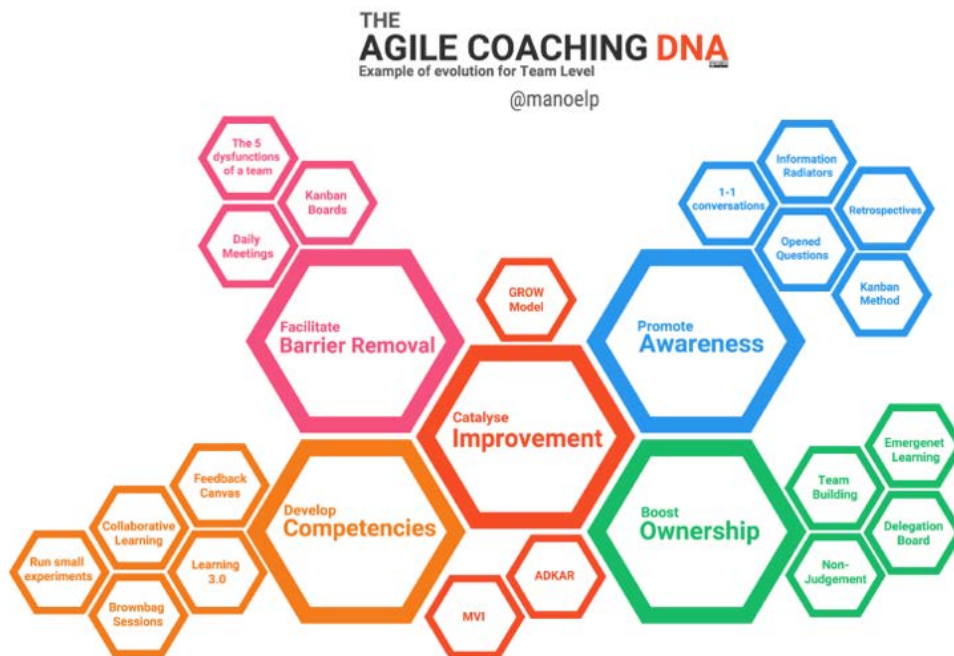 THE
AGILE COACHING DNA
Example of evolution for Team Level
@manoelp
The 5
dysfunctions
of a team
Kanban
Boards
Daily
Meetings
Facilitate
Barrier Removal
GROW
Model
1-1
conversations
Information
Radiators
Retrospectives
Opened
Questions
Kanban
Method
Promote
Awareness
Catalyse
Improvement
Feedback
Canvas
Collaborative
Learning
Run small
experiments
Learning
3.0
Brownbag
Sessions
Develop
Competencies
MVI
ADKAR
Boost
Ownership
Team
Building
Emergenet
Learning
Delegation
Board
Non-
Judgement